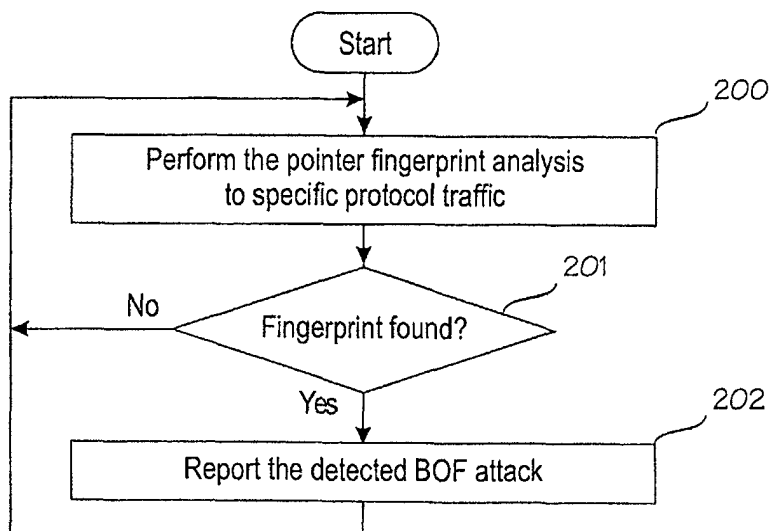 Start
200
Perform the pointer fingerprint analysis
to specific protocol traffic
201
No
Fingerprint found?
Yes
202
Report the detected BOF attack